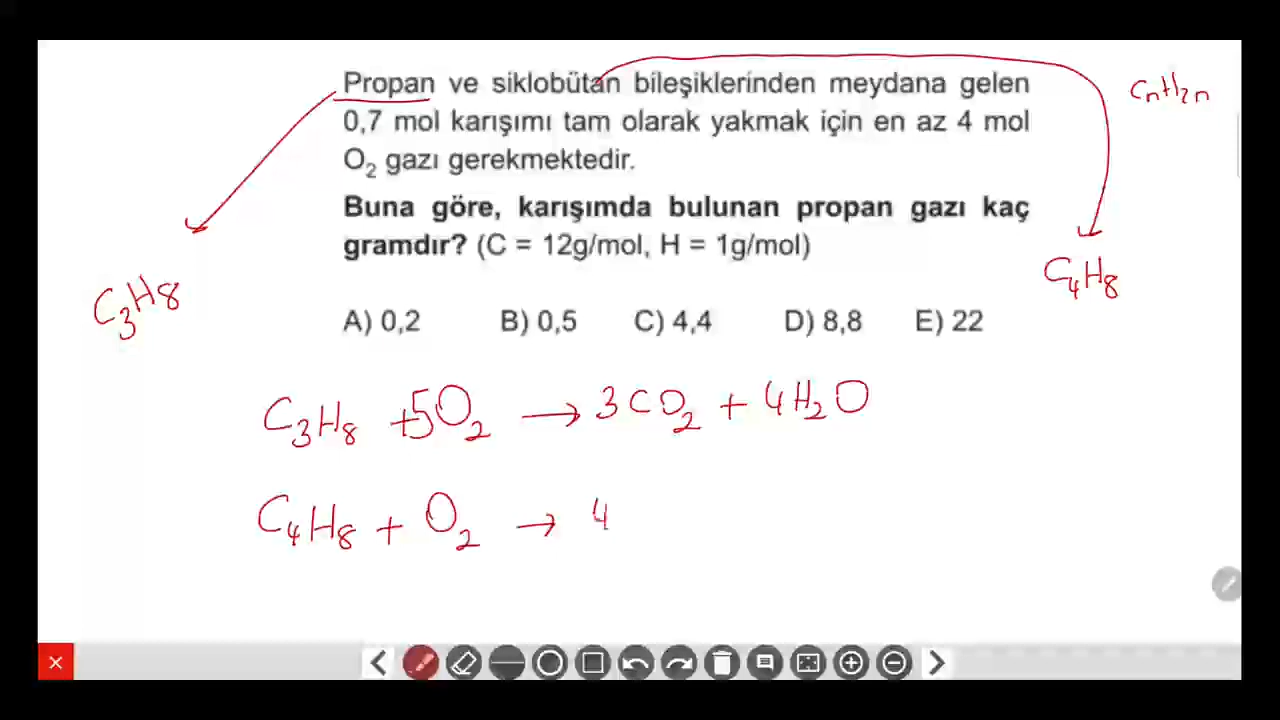 Propan ve siklobütan bileşiklerinden meydana gelen
CnH2n
0,7 mol karışımı tam olarak yakmak için en az 4 mol
O₂ gazı gerekmektedir.
Buna göre, karışımda bulunan propan gazı kaç
gramdır? (C = 12g/mol, H = 1g/mol)
C₄H₈
C₃H₈
A) 0,2 B) 0,5 C) 4,4 D) 8,8 E) 22
C₃H₈ + 5O₂ → 3CO₂ + 4H₂O
C₄H₈ + O₂ → 4